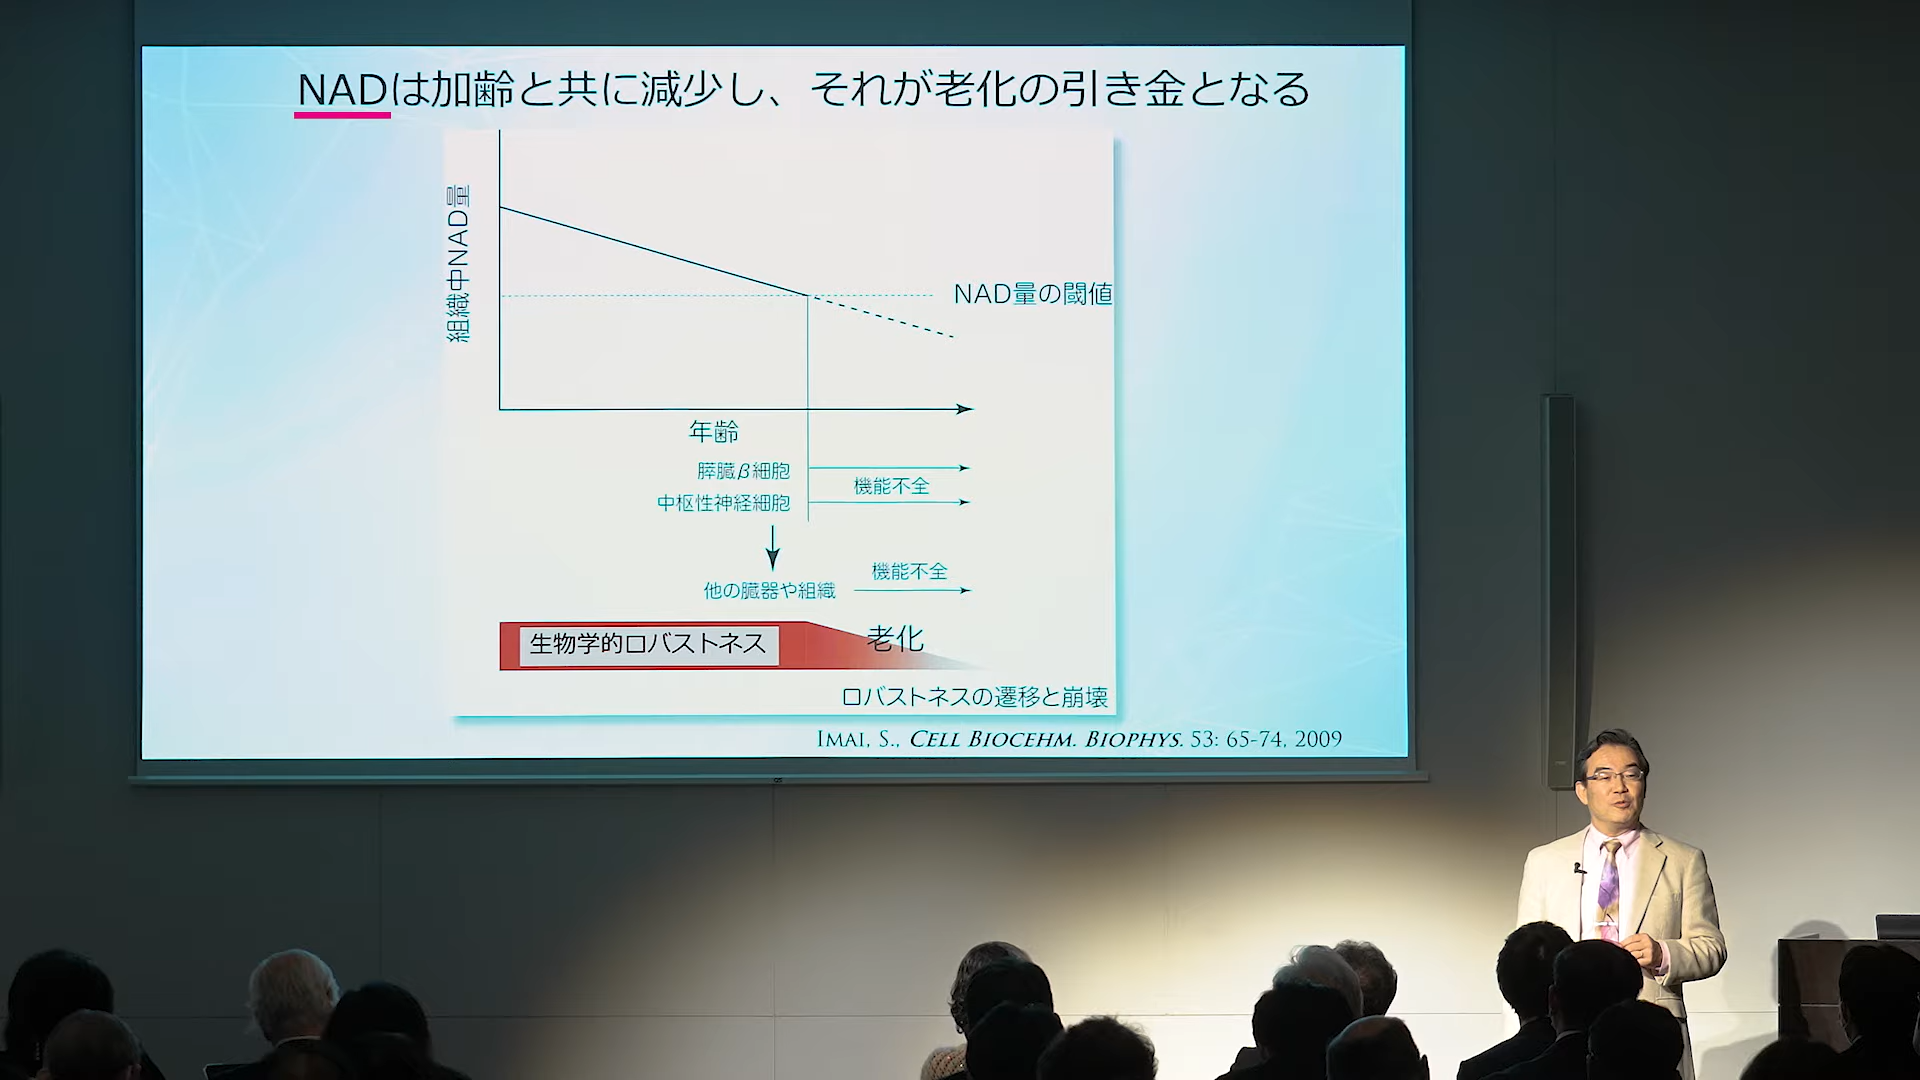 NADは加齢と共に減少し、それが老化の引き金となる
組織中NAD量
NAD量の閾値
年齢
膵臓β細胞
機能不全
中枢性神経細胞
機能不全
他の臓器や組織
生物学的ロバストネス
老化
ロバストネスの遷移と崩壊
IMAI, S., CELL BIOCEHM. BIOPHYS. 53: 65-74, 2009